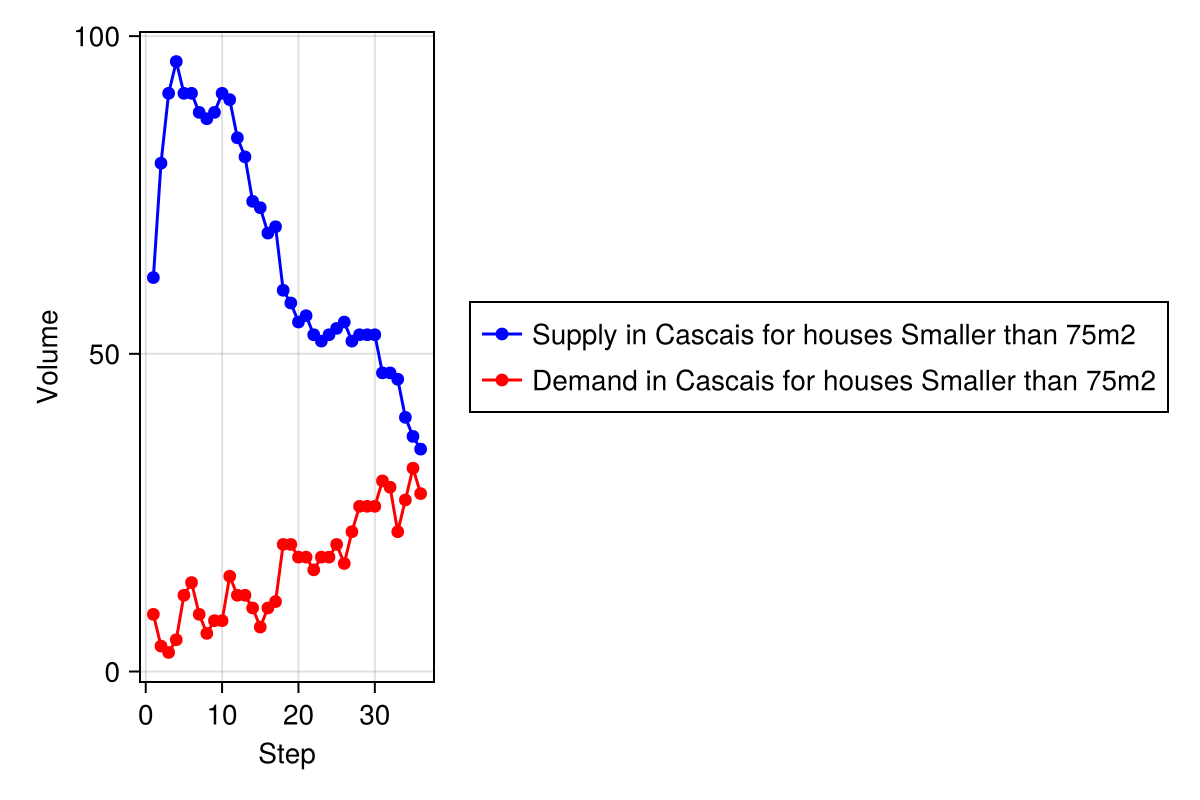 100
50
0
Volume
0 10 20 30
Step
Supply in Cascais for houses Smaller than 75m2
Demand in Cascais for houses Smaller than 75m2